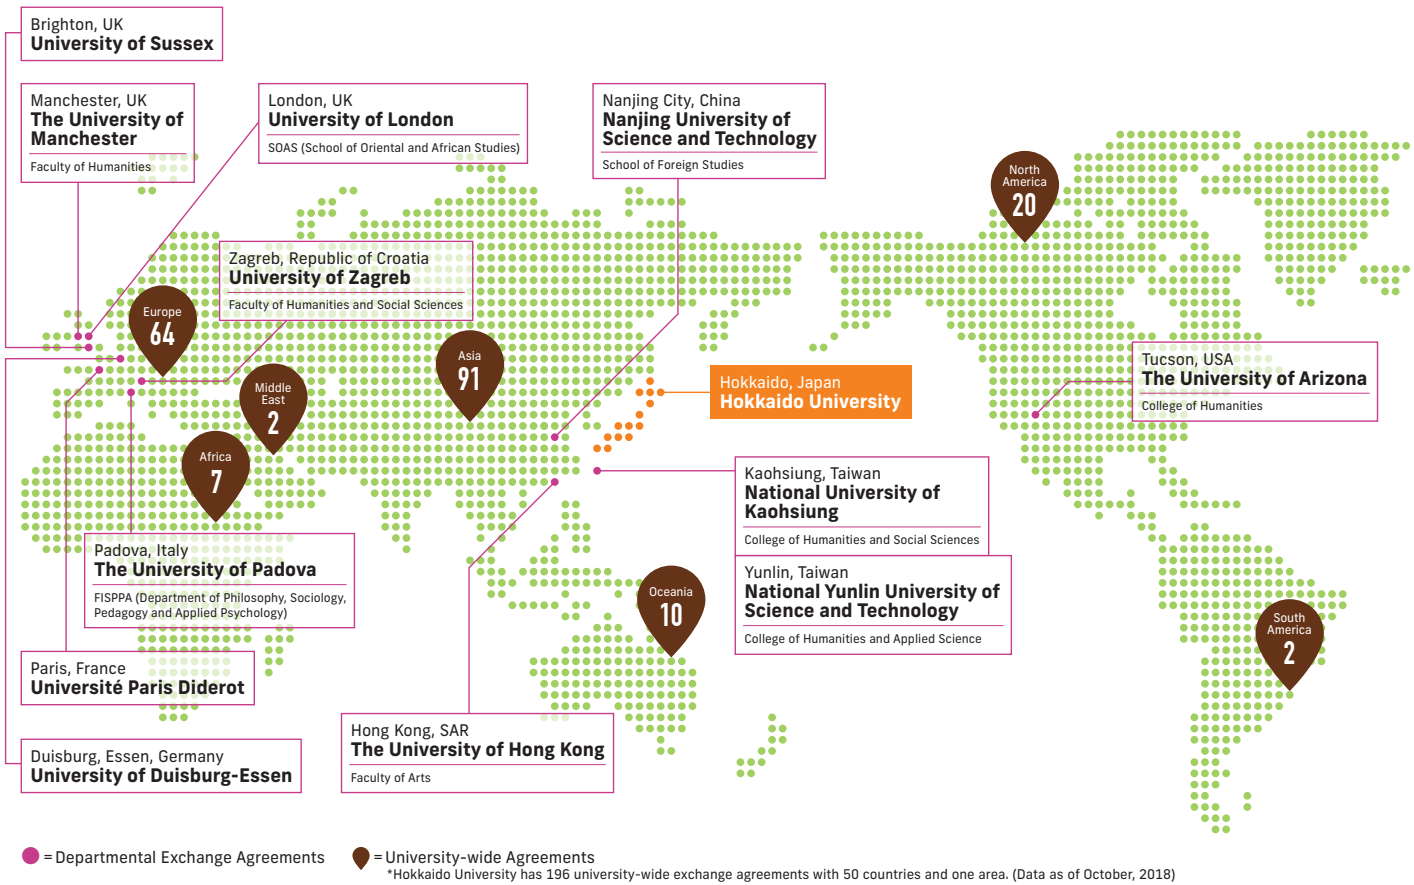 Brighton, UK
University of Sussex
Manchester, UK
The University of
Manchester
Faculty of Humanities
London, UK
University of London
SOAS (School of Oriental and African Studies)
Nanjing City, China
Nanjing University of
Science and Technology
School of Foreign Studies
North
America
20
Zagreb, Republic of Croatia
University of Zagreb
Faculty of Humanities and Social Sciences
Europe
64
Asia
91
Middle
East
2
Africa
7
Hokkaido, Japan
Hokkaido University
Tucson, USA
The University of Arizona
College of Humanities
Kaohsiung, Taiwan
National University of
Kaohsiung
College of Humanities and Social Sciences
Yunlin, Taiwan
National Yunlin University of
Science and Technology
College of Humanities and Applied Science
Padova, Italy
The University of Padova
FISPPA (Department of Philosophy, Sociology,
Pedagogy and Applied Psychology)
Oceania
10
South
America
2
Paris, France
Université Paris Diderot
Hong Kong, SAR
The University of Hong Kong
Faculty of Arts
Duisburg, Essen, Germany
University of Duisburg-Essen
= Departmental Exchange Agreements
= University-wide Agreements
*Hokkaido University has 196 university-wide exchange agreements with 50 countries and one area. (Data as of October, 2018)